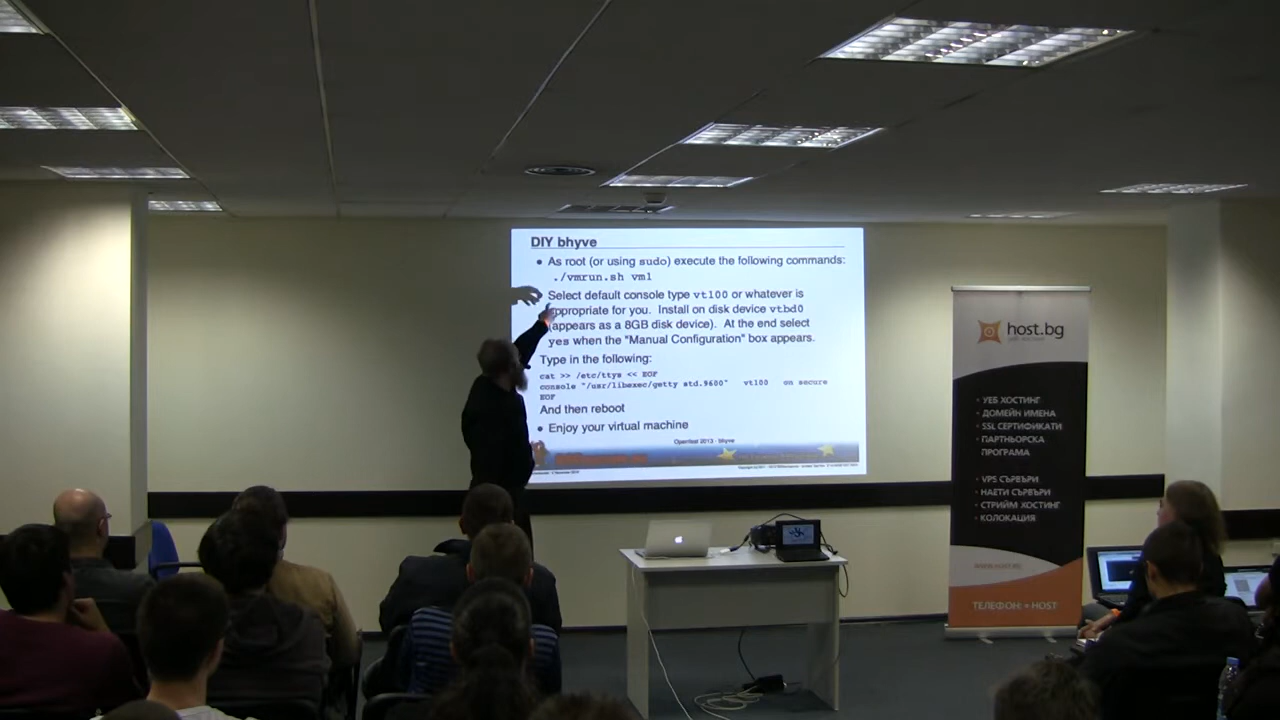 DIY bhyve
• As root (or using sudo) execute the following commands:
./vmrun.sh vm1
Select default console type vt100 or whatever is
appropriate for you. Install on disk device vtbd0
(appears as a 8GB disk device). At the end select
yes when the "Manual Configuration" box appears.
Type in the following:
cat >> /etc/ttys << EOF
console "/usr/libexec/getty std.9600" vt100 on secure
EOF
And then reboot
• Enjoy your virtual machine
OpenFest 2013 - bhyve
host.bg
• УЕБ ХОСТИНГ
• ДОМЕЙН ИМЕНА
• SSL СЕРТИФИКАТИ
• ПАРТНЬОРСКА
ПРОГРАМА
• VPS СЪРВЪРИ
• НАЕТИ СЪРВЪРИ
• СТРИЙМ ХОСТИНГ
• КОЛОКАЦИЯ
WWW.HOST.BG
ТЕЛЕФОН: • HOST